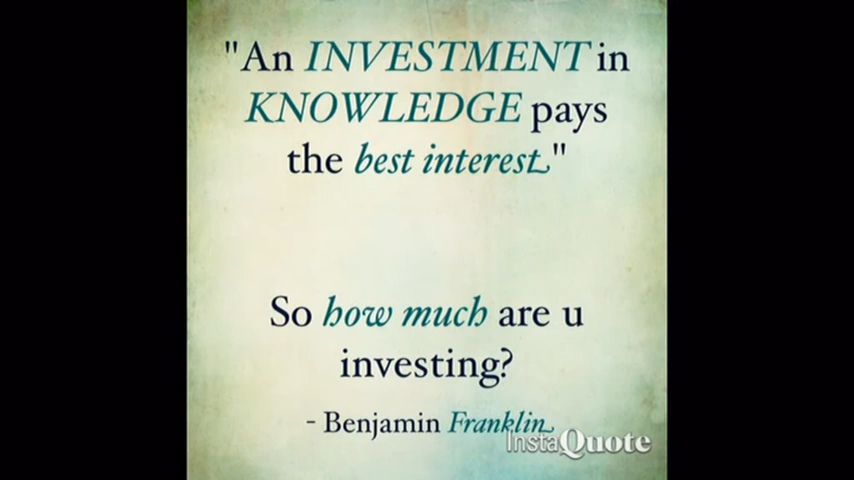 "An INVESTMENT in
KNOWLEDGE pays
the best interest."
So how much are u
investing?
- Benjamin Franklin
InstaQuote